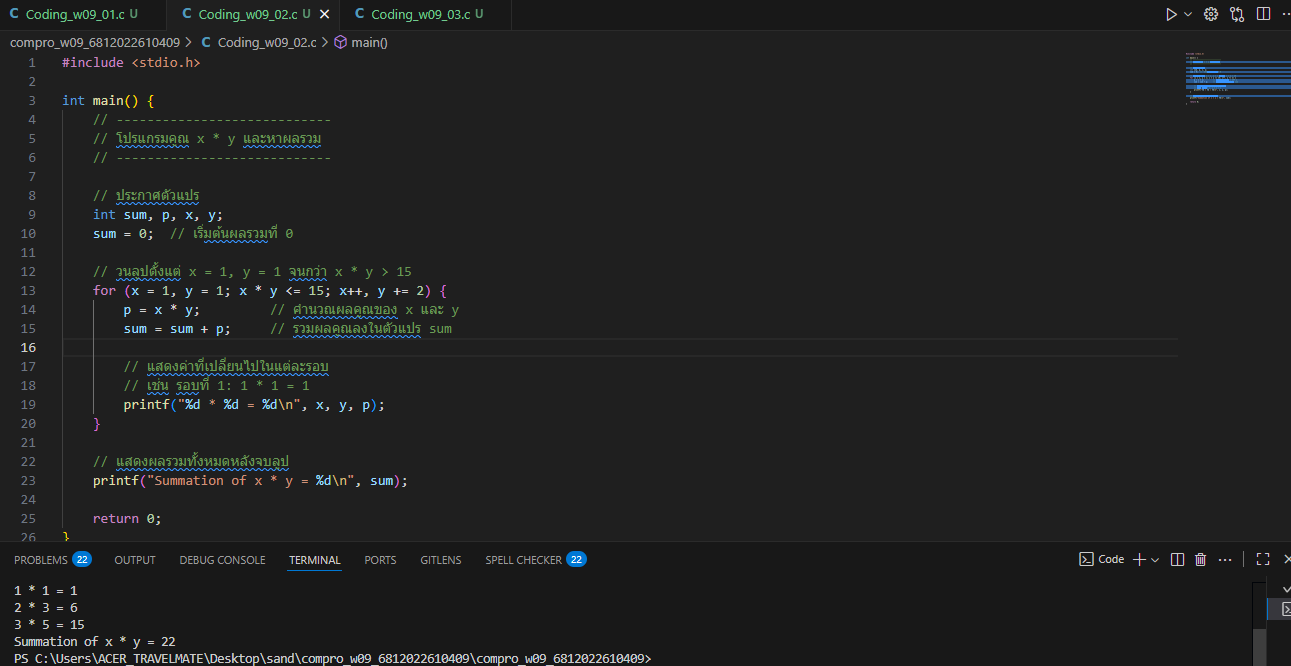 Coding_w09_01.c U
Coding_w09_02.c U
Coding_w09_03.c U
compro_w09_6812022610409 > C Coding_w09_02.c > main()
1 #include <stdio.h>
2
3 int main() {
4 // ----------------------------
5 // โปรแกรมคูณ x * y และหาผลรวม
6 // ----------------------------
7
8 // ประกาศตัวแปร
9 int sum, p, x, y;
10 sum = 0; // เริ่มต้นผลรวมที่ 0
11
12 // วนลูปตั้งแต่ x = 1, y = 1 จนกว่า x * y > 15
13 for (x = 1, y = 1; x * y <= 15; x++, y += 2) {
14 p = x * y; // คำนวณผลคูณของ x และ y
15 sum = sum + p; // รวมผลคูณลงในตัวแปร sum
16
17 // แสดงค่าที่เปลี่ยนไปในแต่ละรอบ
18 // เช่น รอบที่ 1: 1 * 1 = 1
19 printf("%d * %d = %d\n", x, y, p);
20 }
21
22 // แสดงผลรวมทั้งหมดหลังจบลูป
23 printf("Summation of x * y = %d\n", sum);
24
25 return 0;
26 }
PROBLEMS 22 OUTPUT DEBUG CONSOLE TERMINAL PORTS GITLENS SPELL CHECKER 22 Code
1 * 1 = 1
2 * 3 = 6
3 * 5 = 15
Summation of x * y = 22
PS C:\Users\ACER_TRAVELMATE\Desktop\sand\compro_w09_6812022610409\compro_w09_6812022610409>